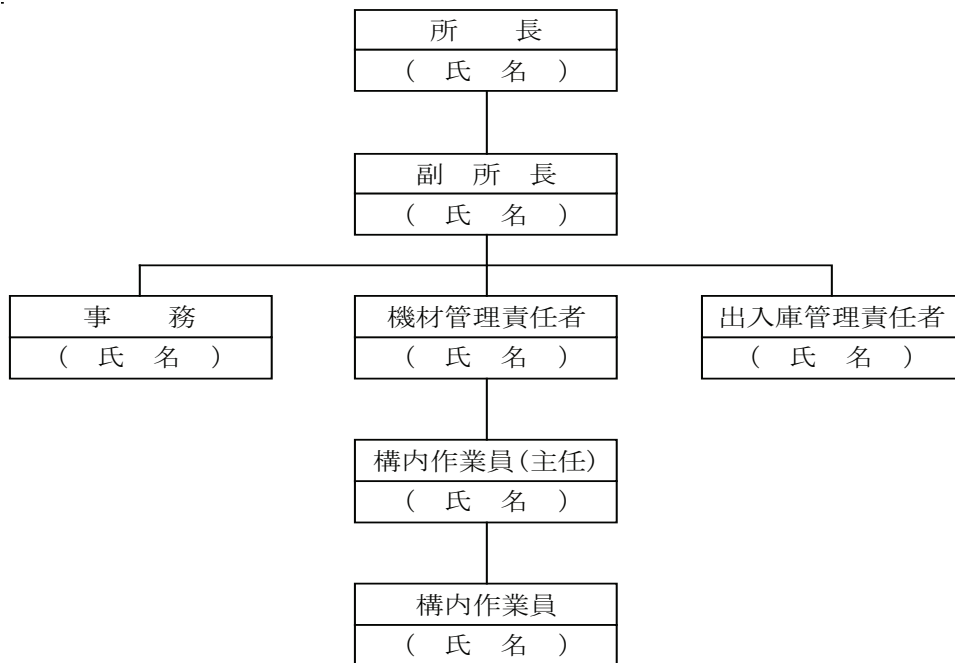 所　　長
(　氏　名　)
副　所　長
(　氏　名　)
事　　務
(　氏　名　)
機材管理責任者
(　氏　名　)
出入庫管理責任者
(　氏　名　)
構内作業員(主任)
(　氏　名　)
構内作業員
(　氏　名　)